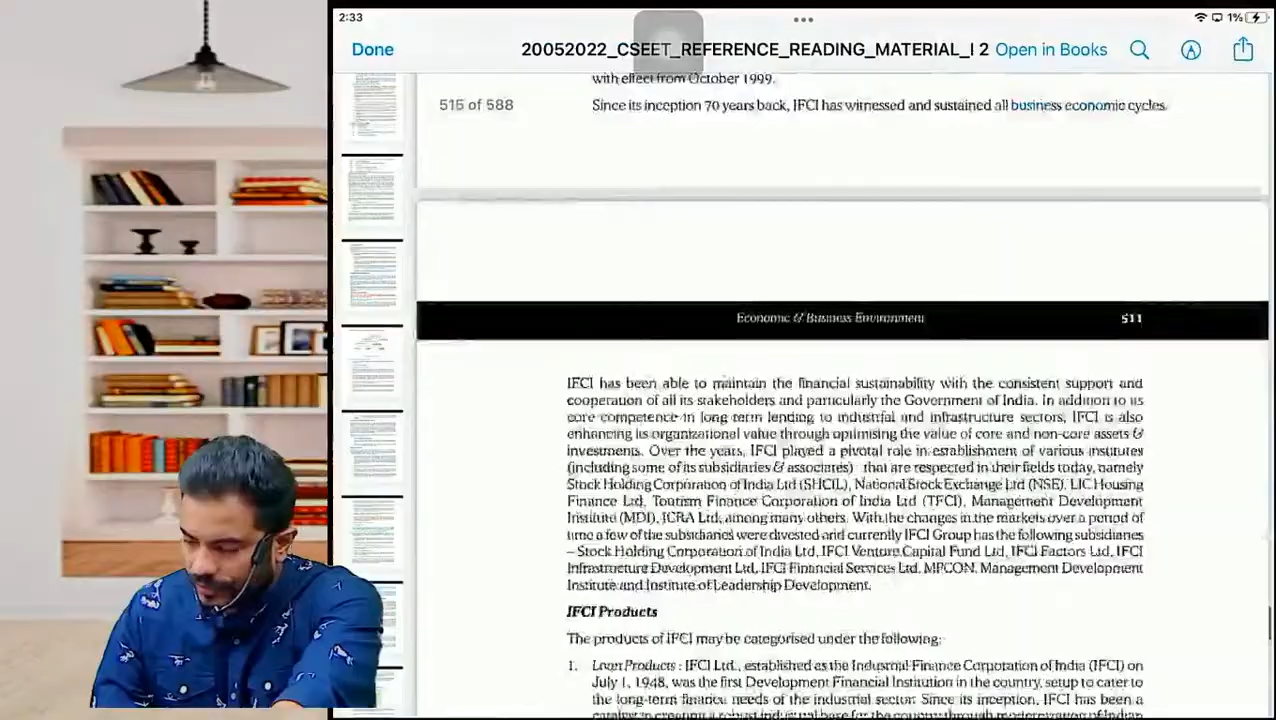 2:33
1%
Done
20052022_CSEET_REFERENCE_READING_MATERIAL_I 2
Open in Books
515 of 588
with effect from October 1999.
Since its inception 70 years back, IFCI has witnessed and sustained all business economic cycles.
Economic & Business Environment 511
IFCI has been able to maintain the financial sustainability with the consistent support and
cooperation of all its stakeholders and particularly the Government of India. In addition to its
core competence in long term lending to industrial and infrastructure sectors, IFCI is also
enhancing its organizational value through optimizing the value of core and non-core
investments. Over the years, IFCI played a pivotal role in establishment of various
(including some of its subsidiaries & associates) that are respected in their fields today, namely
Stock Holding Corporation of India Ltd (SHCIL), National Stock Exchange Ltd (NSE), LIC Housing
Finance Ltd, Tourism Finance Corporation of India Ltd (TFCI), Management Development
Institute (MDI), ICRA Ltd, among many others. With the changes in the markets over a period of
time a few of these subsidiaries and currently IFCI Group has the following
– Stock Holding Corporation of India Ltd, IFCI Venture Capital Fund Ltd, IFCI Factors Ltd, IFCI
Infrastructure Development Ltd, IFCI Financial Services Ltd, MPCON, Management Development
Institute and Institute of Leadership Development.
IFCI Products
The products of IFCI may be categorised under the following:
1. Loan Products : IFCI Ltd., established as the Industrial Finance Corporation of India (IFCI) on
July 1, 1948, was the first Development Financial Institution in the country, setup to cater to
the long term finance needs of the industrial sector. Since its inception, IFCI has been a